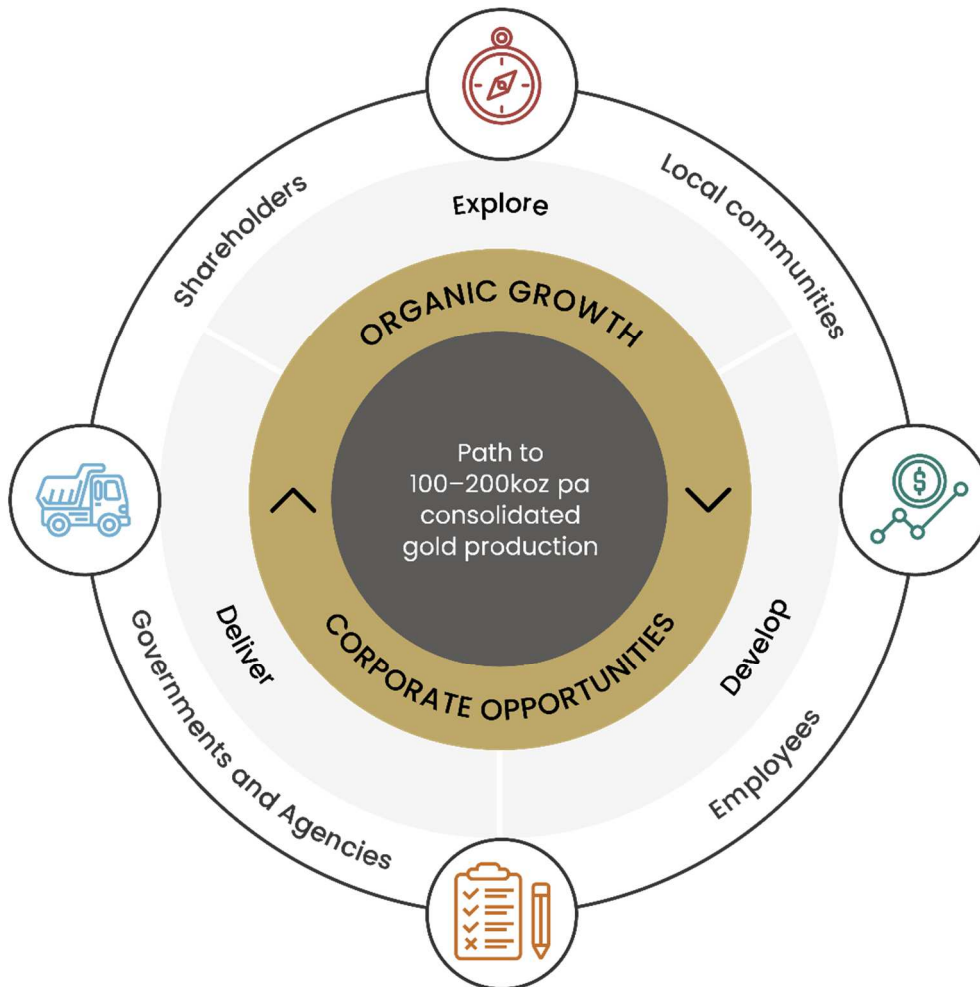 Explore
Shareholders
Local communities
ORGANIC GROWTH
Path to
100–200koz pa
consolidated
gold production
$
CORPORATE OPPORTUNITIES
Deliver
Develop
Governments and Agencies
Employees